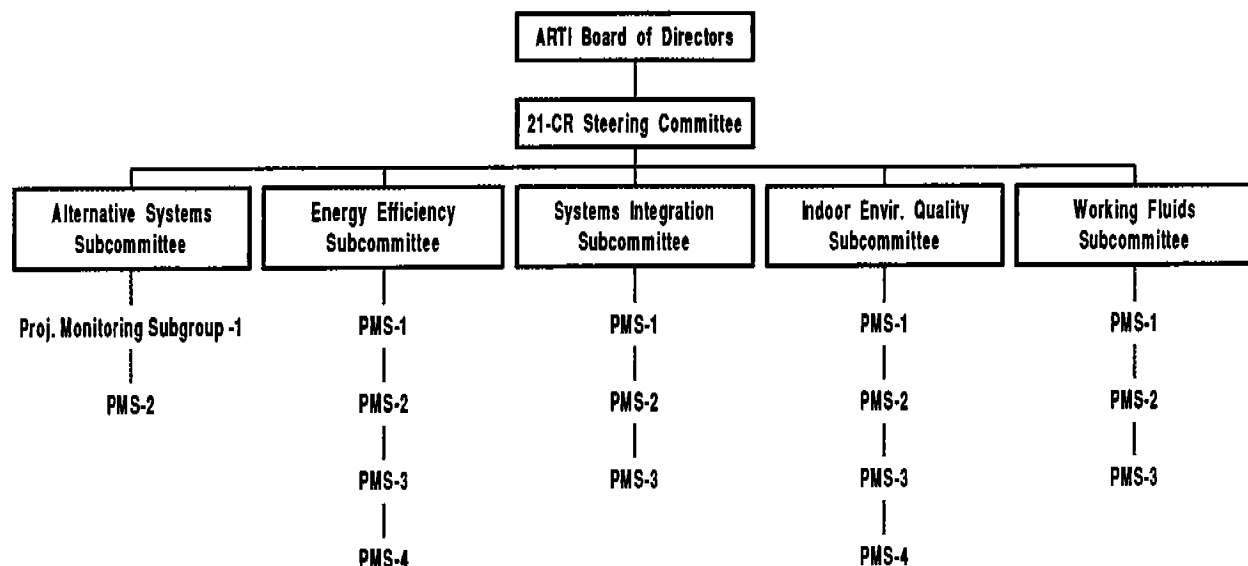 ARTI Board of Directors
21-CR Steering Committee
Alternative Systems
Subcommittee
Energy Efficiency
Subcommittee
Systems Integration
Subcommittee
Indoor Envir. Quality
Subcommittee
Working Fluids
Subcommittee
Proj. Monitoring Subgroup -1
PMS-1
PMS-1
PMS-1
PMS-1
PMS-2
PMS-2
PMS-2
PMS-2
PMS-2
PMS-3
PMS-3
PMS-3
PMS-3
PMS-4
PMS-4